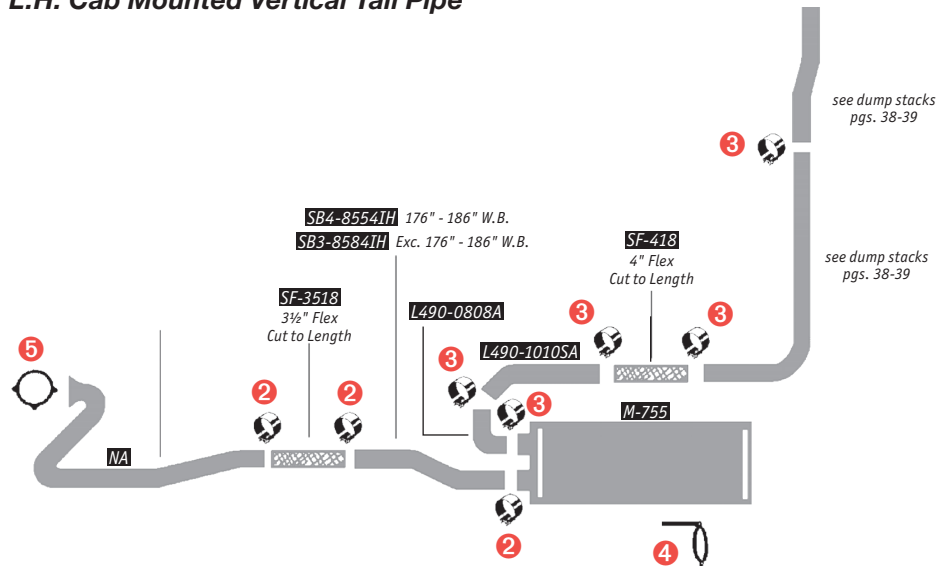 L.H. Cab Mounted Vertical Tail Pipe
see dump stacks
pgs. 38-39
3
SB4-8554IH 176" - 186" W.B.
SB3-8584IH Exc. 176" - 186" W.B.
SF-418
4" Flex
Cut to Length
see dump stacks
pgs. 38-39
SF-3518
3½" Flex
Cut to Length
L490-0808A
3
3
L490-1010SA
5
3
2
2
3
M-755
NA
2
4